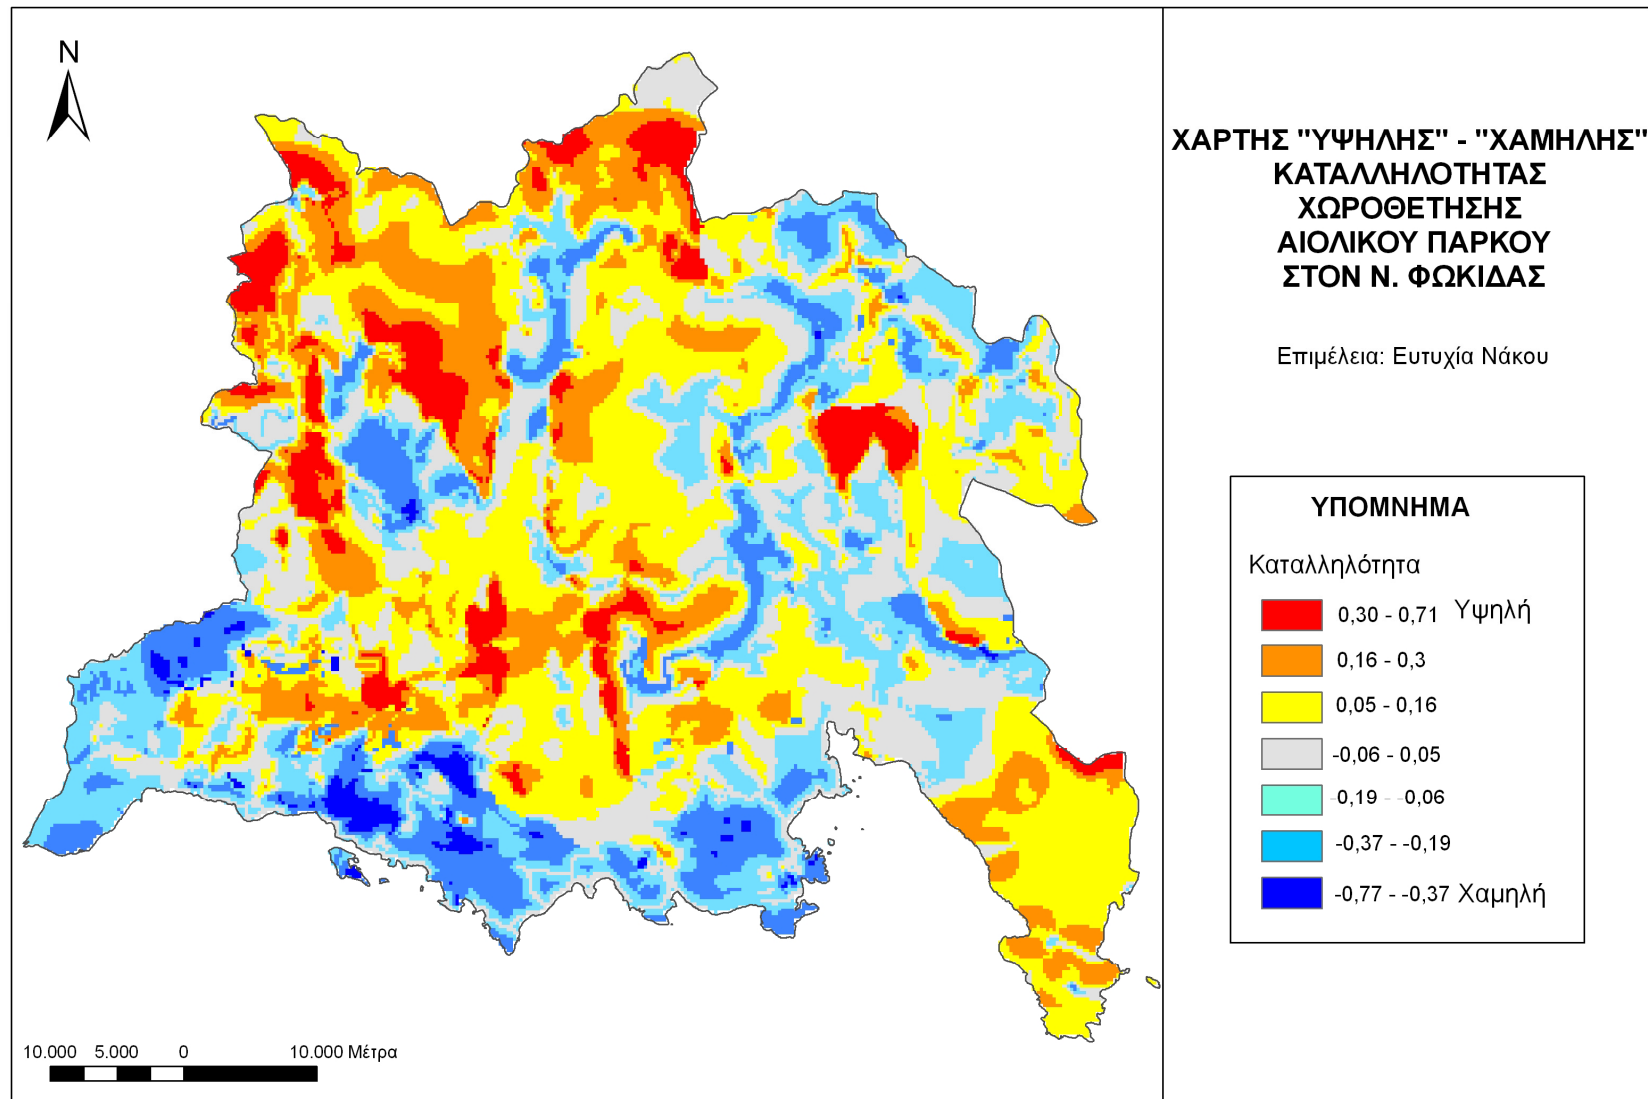 N
ΧΑΡΤΗΣ "ΥΨΗΛΗΣ" - "ΧΑΜΗΛΗΣ"
ΚΑΤΑΛΛΗΛΟΤΗΤΑΣ
ΧΩΡΟΘΕΤΗΣΗΣ
ΑΙΟΛΙΚΟΥ ΠΑΡΚΟΥ
ΣΤΟΝ Ν. ΦΩΚΙΔΑΣ
Επιμέλεια: Ευτυχία Νάκου
ΥΠΟΜΝΗΜΑ
Καταλληλότητα
0,30 - 0,71 Υψηλή
0,16 - 0,3
0,05 - 0,16
-0,06 - 0,05
-0,19 - -0,06
-0,37 - -0,19
-0,77 - -0,37 Χαμηλή
10.000 5.000 0 10.000 Μέτρα